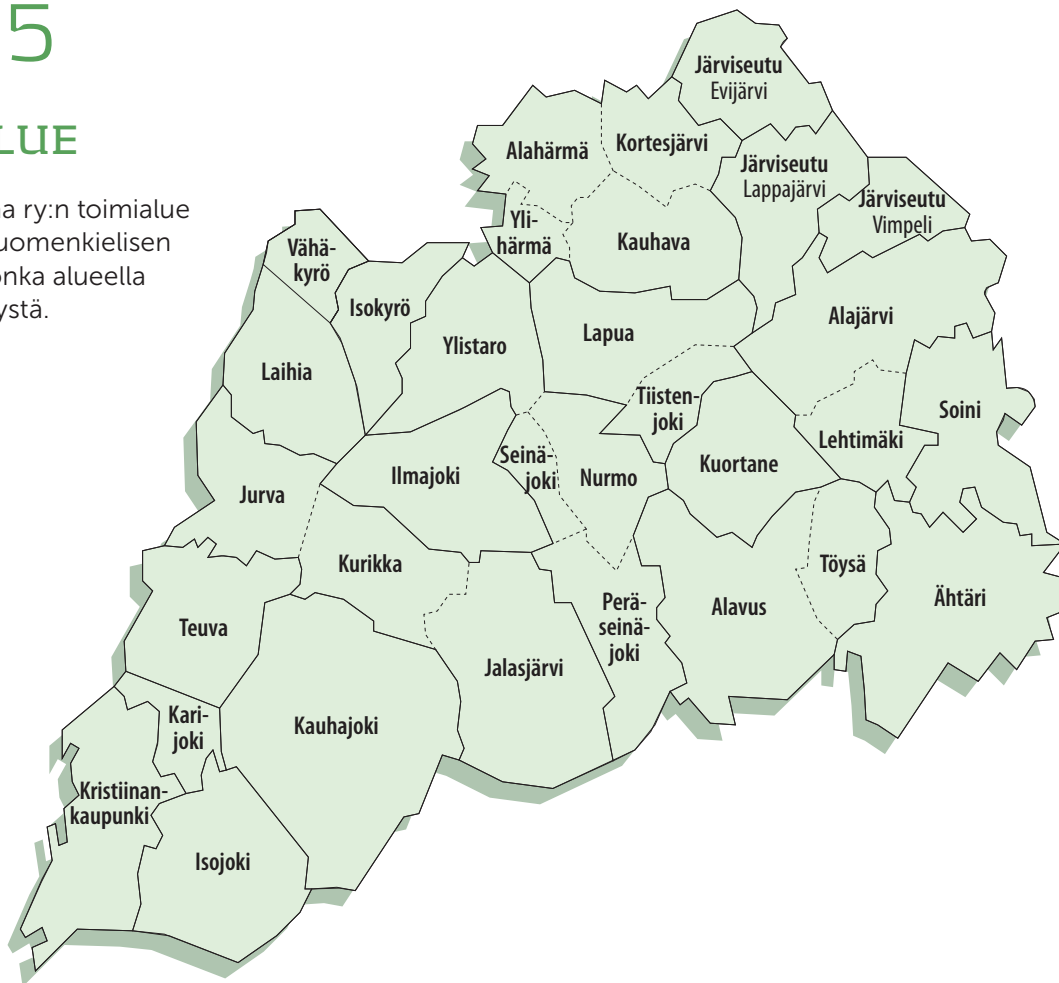 5
LUE
a ry:n toimialue
uomenkielisen
onka alueella
ystä.
Järviseutu
Evijärvi
Alahärmä
Kortesjärvi
Järviseutu
Lappajärvi
Järviseutu
Vimpeli
Yli-
härmä
Kauhava
Vähä-
kyrö
Isokyrö
Ylistaro
Lapua
Alajärvi
Laihia
Tiisten-
joki
Soini
Lehtimäki
Ilmajoki
Seinä-
joki
Nurmo
Kuortane
Jurva
Kurikka
Töysä
Ähtäri
Alavus
Perä-
seinä-
joki
Teuva
Jalasjärvi
Kari-
joki
Kauhajoki
Kristiinan-
kaupunki
Isojoki